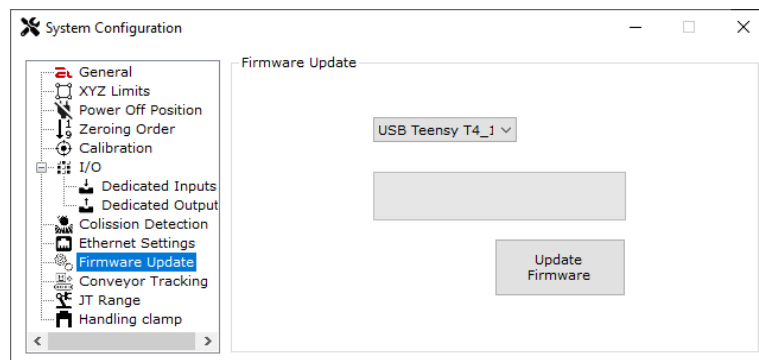 System Configuration
General
XYZ Limits
Power Off Position
Zeroing Order
Calibration
I/O
Dedicated Inputs
Dedicated Output
Colission Detection
Ethernet Settings
Firmware Update
Conveyor Tracking
JT Range
Handling clamp
Firmware Update
USB Teensy T4_1
Update
Firmware